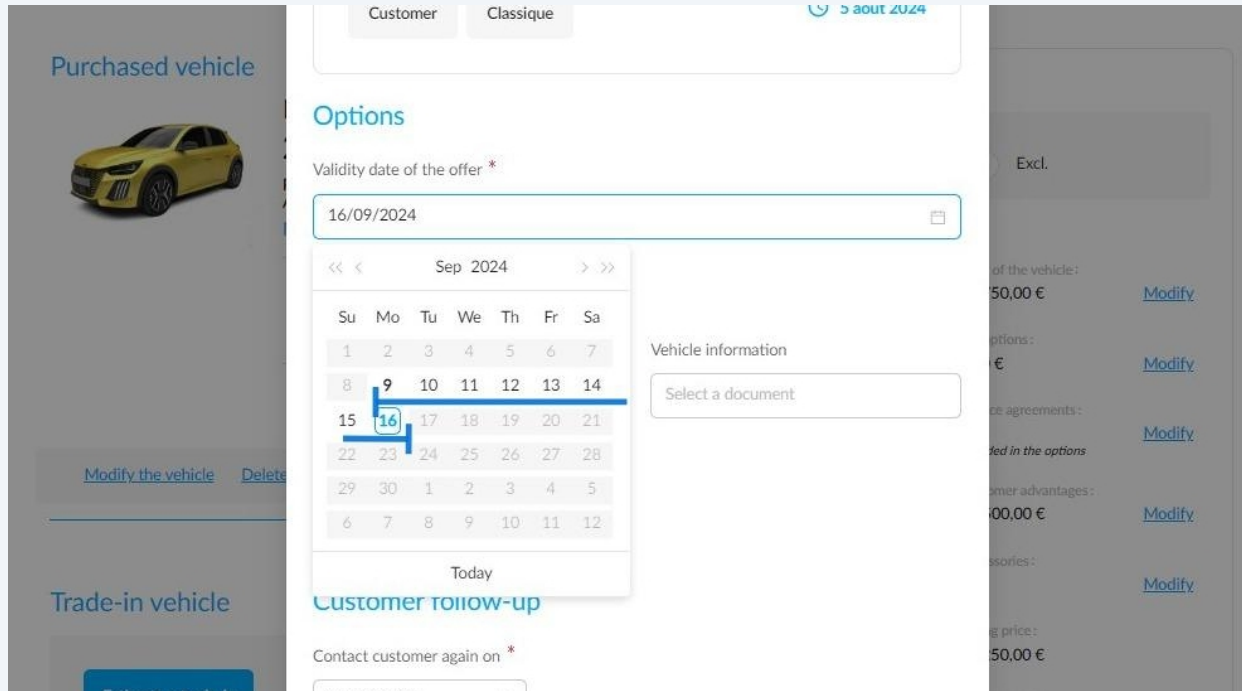 Customer Classique 5 août 2024
Purchased vehicle
Options
Validity date of the offer *
Excl.
16/09/2024
<< < Sep 2024 > >>
of the vehicle :
50,00 € Modify
Su Mo Tu We Th Fr Sa
1 2 3 4 5 6 7
Vehicle information
€ Modify
8 9 10 11 12 13 14
Select a document
15 16 17 18 19 20 21
ce agreements :
Modify
22 23 24 25 26 27 28
in the options
Modify the vehicle Delete
29 30 1 2 3 4 5
advantages :
00,00 € Modify
6 7 8 9 10 11 12
Today
Modify
Trade-in vehicle
Customer follow-up
price :
50,00 €
Contact customer again on *